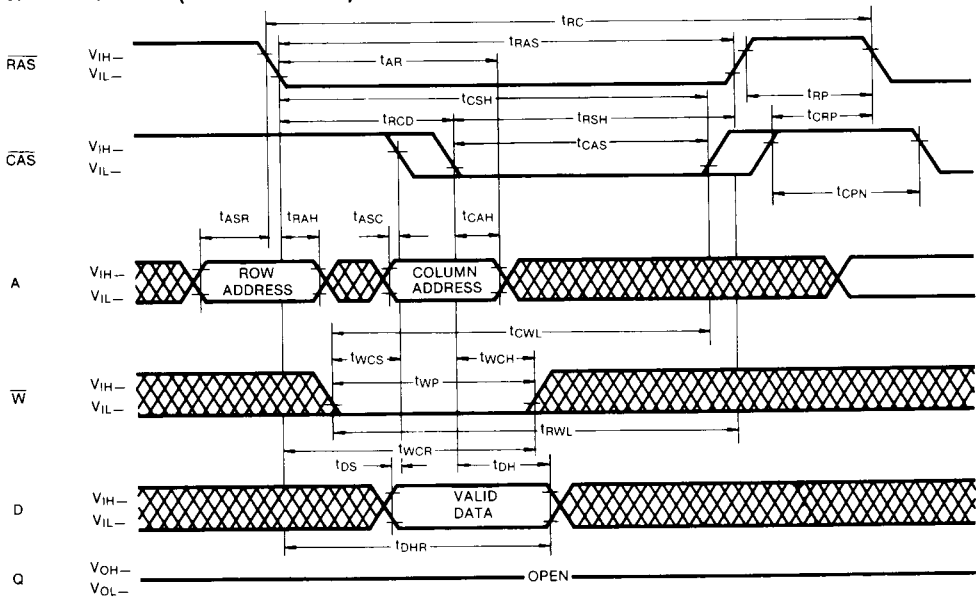 tRC
tRAS
tAR
RAS
VIH—
VIL—
tCSH
tRP
tRCD
tRSH
tCRP
CAS
VIH—
VIL—
tCAS
tCPN
tASR
tRAH
tASC
tCAH
A
VIH—
VIL—
ROW
ADDRESS
COLUMN
ADDRESS
tCWL
tWCS
tWCH
W
VIH—
VIL—
tWP
tRWL
tWCR
tDS
tDH
D
VIH—
VIL—
VALID
DATA
tDHR
Q
VOH—
VOL—
OPEN